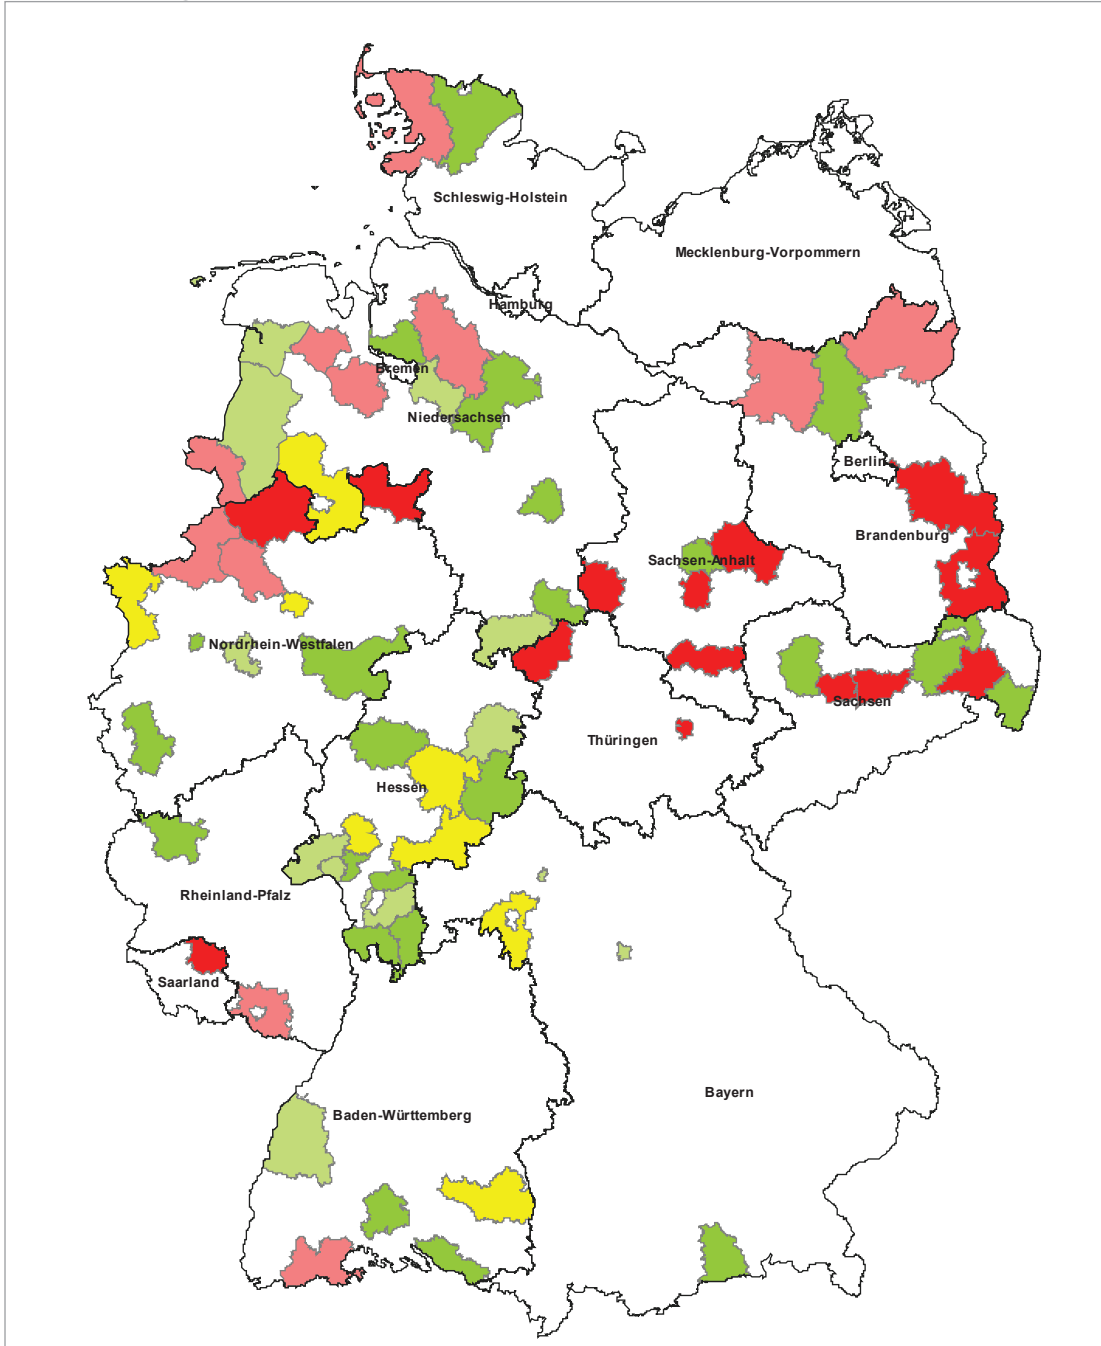 Schleswig-Holstein
Mecklenburg-Vorpommern
Hamburg
Bremen
Niedersachsen
Berlin
Brandenburg
Sachsen-Anhalt
Nordrhein-Westfalen
Sachsen
Thüringen
Hessen
Rheinland-Pfalz
Saarland
Bayern
Baden-Württemberg